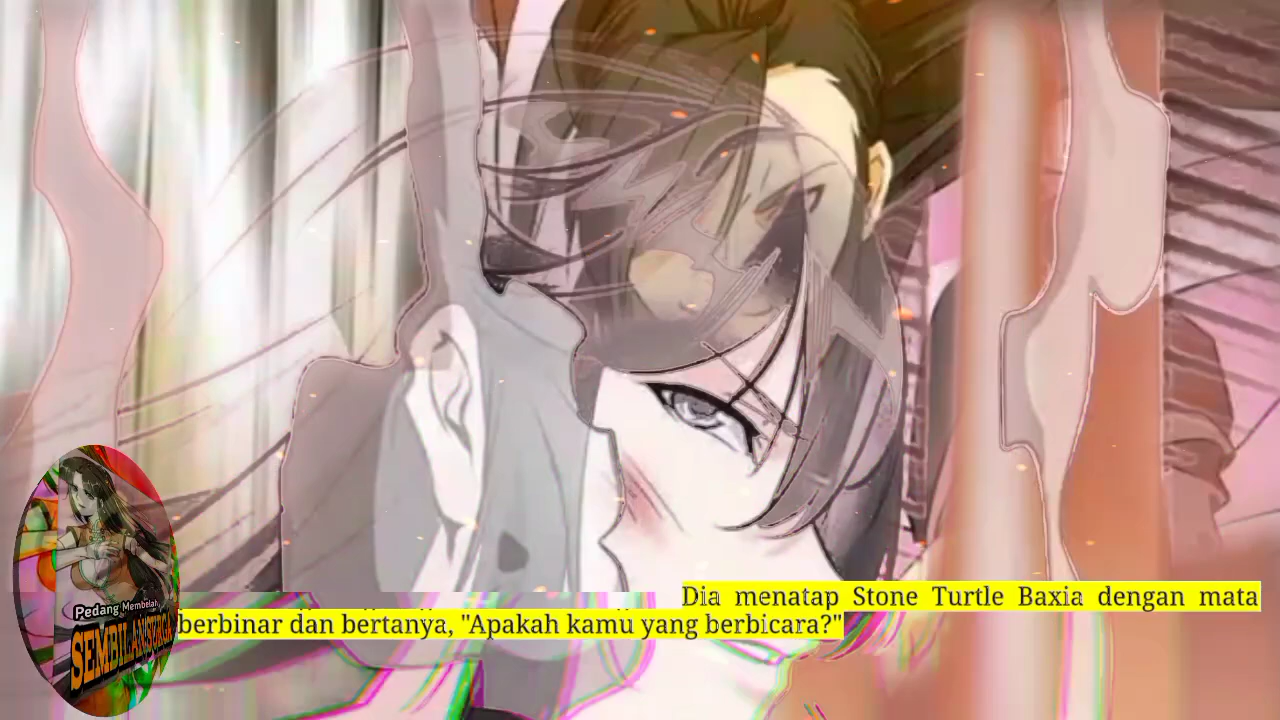 Dia menatap Stone Turtle Baxia dengan mata
berbinar dan bertanya, "Apakah kamu yang berbicara?"
Pedang Membelah
SEMBILAN SURGA